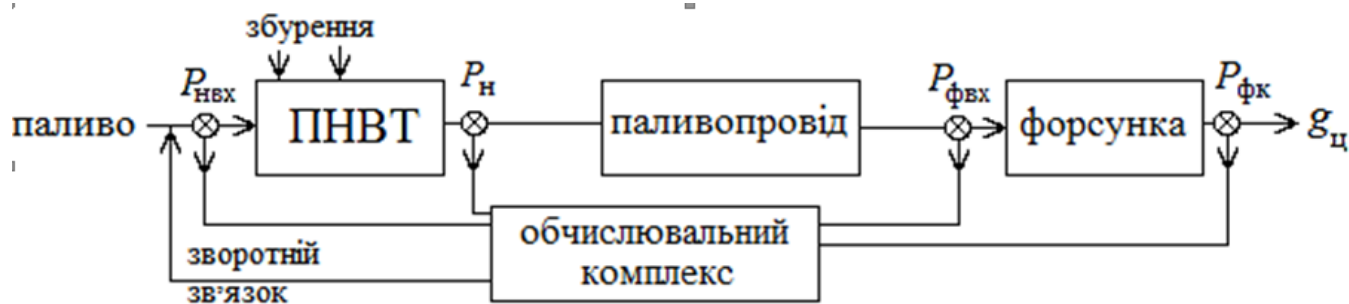 збурення
Pнвх
Pн
Pфвх
Pфк
паливо
ПНВТ
паливопровід
форсунка
gц
обчислювальний
комплекс
зворотній
зв'язок